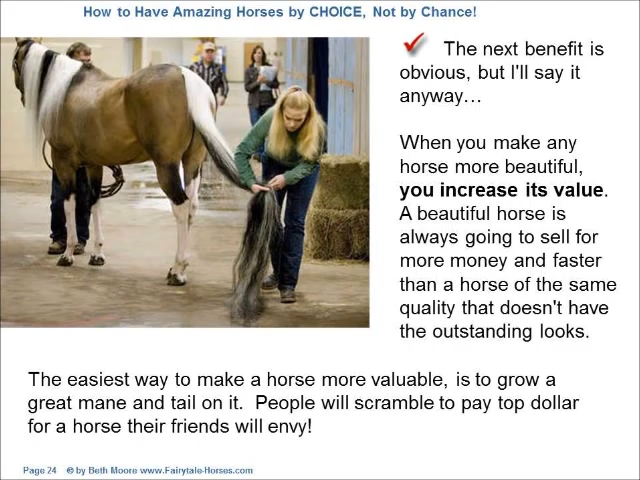 How to Have Amazing Horses by CHOICE, Not by Chance!
The next benefit is
obvious, but I'll say it
anyway…
When you make any
horse more beautiful,
you increase its value.
A beautiful horse is
always going to sell for
more money and faster
than a horse of the same
quality that doesn't have
the outstanding looks.
The easiest way to make a horse more valuable, is to grow a
great mane and tail on it.  People will scramble to pay top dollar
for a horse their friends will envy!
Page 24   © by Beth Moore www.Fairytale-Horses.com